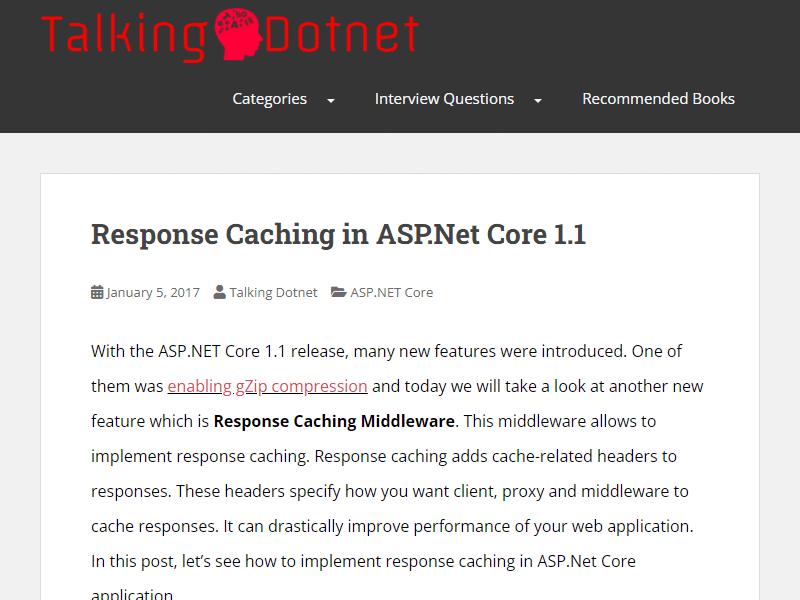 Talking Dotnet
Categories Interview Questions Recommended Books
Response Caching in ASP.Net Core 1.1
January 5, 2017 Talking Dotnet ASP.NET Core
With the ASP.NET Core 1.1 release, many new features were introduced. One of
them was enabling gZip compression and today we will take a look at another new
feature which is Response Caching Middleware. This middleware allows to
implement response caching. Response caching adds cache-related headers to
responses. These headers specify how you want client, proxy and middleware to
cache responses. It can drastically improve performance of your web application.
In this post, let’s see how to implement response caching in ASP.Net Core
application.